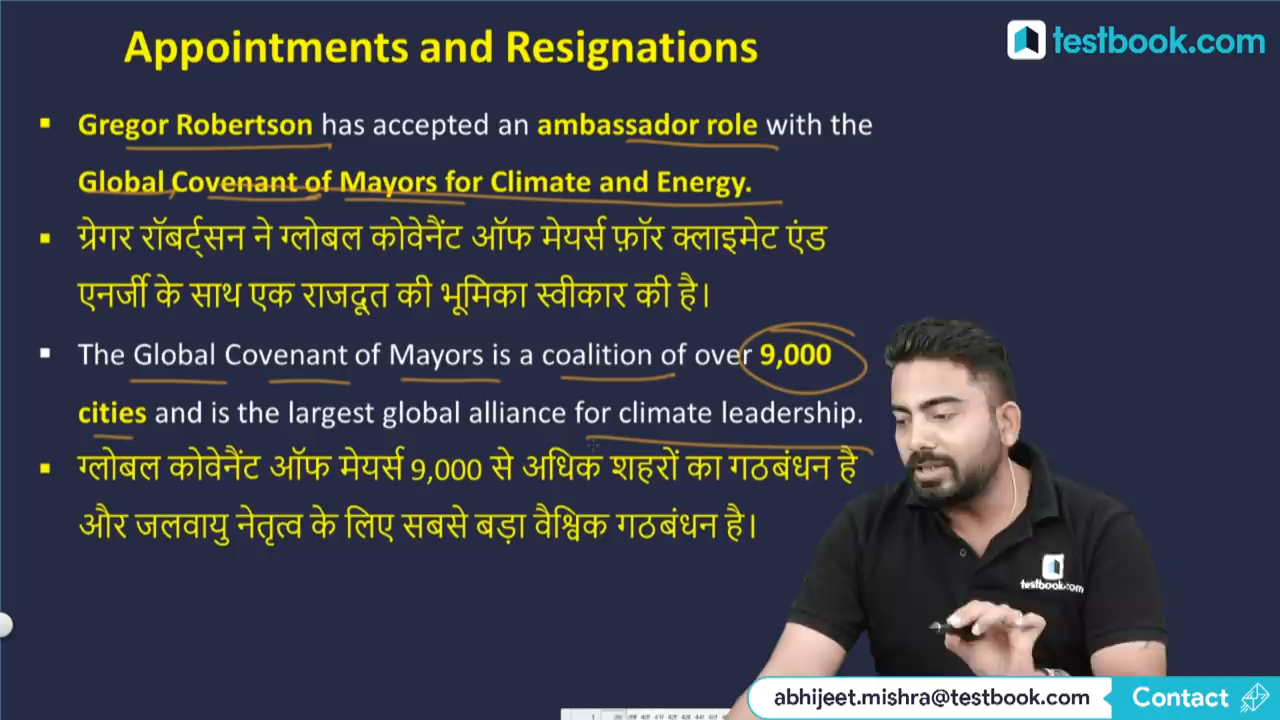 Appointments and Resignations
testbook.com
▪ Gregor Robertson has accepted an ambassador role with the
Global Covenant of Mayors for Climate and Energy.
▪ ग्रेगर रॉबर्ट्सन ने ग्लोबल कोवेनैंट ऑफ मेयर्स फ़ॉर क्लाइमेट एंड
एनर्जी के साथ एक राजदूत की भूमिका स्वीकार की है।
▪ The Global Covenant of Mayors is a coalition of over 9,000
cities and is the largest global alliance for climate leadership.
▪ ग्लोबल कोवेनैंट ऑफ मेयर्स 9,000 से अधिक शहरों का गठबंधन है
और जलवायु नेतृत्व के लिए सबसे बड़ा वैश्विक गठबंधन है।
testbook.com
abhijeet.mishra@testbook.com
Contact